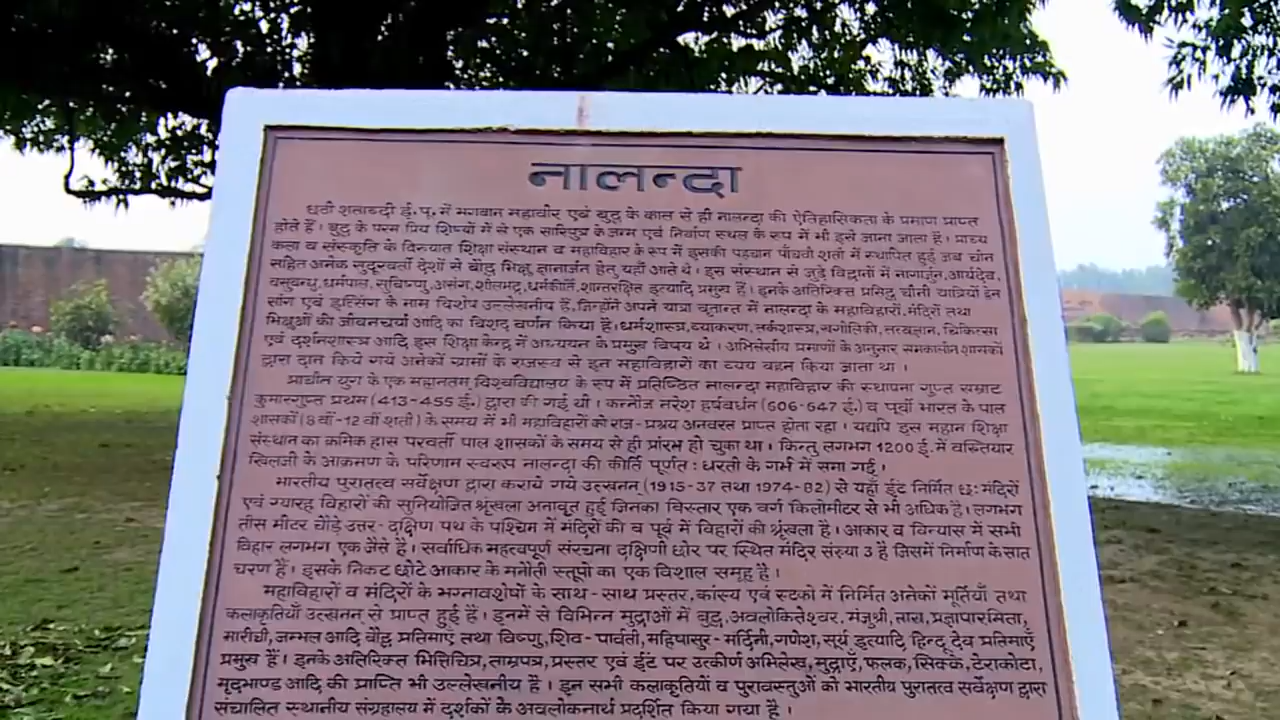 नालन्दा
छठी शताब्दी ई. पू. में भगवान महावीर एवं बुद्ध के काल से ही नालन्दा की ऐतिहासिकता के प्रमाण प्राप्त
होते हैं। बुद्ध के परम प्रिय शिष्यों में से एक सारिपुत्र के जन्म एवं निर्वाण स्थल के रूप में भी इसे जाना जाता है। प्राच्य
कला व संस्कृति के विख्यात शिक्षा संस्थान व महाविहार के रूप में इसकी पहचान पाँचवी शती में स्थापित हुई जब चीन
सहित अनेक सुदूरवर्ती देशों से बौद्ध भिक्षु ज्ञानार्जन हेतु यहाँ आते थे। इस संस्थान से जुड़े विद्वानों में नागार्जुन, आर्यदेव,
वसुबन्धु, धर्मपाल, सुविष्णु, असंग, शीलभद्र, धर्मकीर्ति, शान्तरक्षित इत्यादि प्रमुख हैं। इनके अतिरिक्त प्रसिद्ध चीनी यात्रियों ह्वेन
सांग एवं इत्सिंग के नाम विशेष उल्लेखनीय हैं, जिन्होंने अपने यात्रा वृतान्त में नालन्दा के महाविहारों, मंदिरों तथा
भिक्षुओं की जीवनचर्या आदि का विशद वर्णन किया है। धर्मशास्त्र, व्याकरण, तर्कशास्त्र, खगोलिकी, तत्वज्ञान, चिकित्सा
एवं दर्शनशास्त्र आदि इस शिक्षा केन्द्र में अध्ययन के प्रमुख विषय थे। अभिलेखीय प्रमाणों के अनुसार समकालीन शासकों
द्वारा दान किये गये अनेकों ग्रामों के राजस्व से इन महाविहारों का व्यय वहन किया जाता था।
प्राचीन युग के एक महानतम विश्वविद्यालय के रूप में प्रतिष्ठित नालन्दा महाविहार की स्थापना गुप्त सम्राट
कुमारगुप्त प्रथम (413-455 ई.) द्वारा की गई थी। कन्नौज नरेश हर्षवर्धन (606-647 ई.) व पूर्वी भारत के पाल
शासकों (8 वीं-12 वीं शती) के समय में भी महाविहारों को राज-प्रश्रय अनवरत प्राप्त होता रहा। यद्यपि इस महान शिक्षा
संस्थान का क्रमिक ह्रास परवर्ती पाल शासकों के समय से ही प्रारंभ हो चुका था। किन्तु लगभग 1200 ई. में बख्तियार
खिलजी के आक्रमण के परिणाम स्वरूप नालन्दा की कीर्ति पूर्णत: धरती के गर्भ में समा गई।
भारतीय पुरातत्व सर्वेक्षण द्वारा कराये गये उत्खनन (1915-37 तथा 1974-82) से यहाँ ईंट निर्मित छ: मंदिरों
एवं ग्यारह विहारों की सुनियोजित श्रृंखला अनावृत हुई जिनका विस्तार एक वर्ग किलोमीटर से भी अधिक है। लगभग
तीस मीटर चौड़े उत्तर-दक्षिण पथ के पश्चिम में मंदिरों की व पूर्व में विहारों की श्रृंखला है। आकार व विन्यास में सभी
विहार लगभग एक जैसे हैं। सर्वाधिक महत्वपूर्ण संरचना दक्षिणी छोर पर स्थित मंदिर संख्या 3 है जिसमें निर्माण के सात
चरण हैं। इसके निकट छोटे आकार के मनौती स्तूपों का एक विशाल समूह है।
महाविहारों व मंदिरों के भग्नावशेषों के साथ-साथ प्रस्तर, कांस्य एवं स्टको में निर्मित अनेकों मूर्तियाँ तथा
कलाकृतियाँ उत्खनन से प्राप्त हुई हैं। इनमें से विभिन्न मुद्राओं में बुद्ध, अवलोकितेश्वर, मंजुश्री, तारा, प्रज्ञापारमिता,
मारीची, जम्भल आदि बौद्ध प्रतिमाएँ तथा विष्णु, शिव-पार्वती, महिषासुर-मर्दिनी, गणेश, सूर्य इत्यादि हिन्दू देव प्रतिमाएँ
प्रमुख हैं। इनके अतिरिक्त भित्तिचित्र, ताम्रपत्र, प्रस्तर एवं ईंट पर उत्कीर्ण अभिलेख, मुद्राएँ, फलक, सिक्के, टेराकोटा,
मृदभाण्ड आदि की प्राप्ति भी उल्लेखनीय है। इन सभी कलाकृतियों व पुरावस्तुओं को भारतीय पुरातत्व सर्वेक्षण द्वारा
संचालित स्थानीय संग्रहालय में दर्शकों के अवलोकनार्थ प्रदर्शित किया गया है।